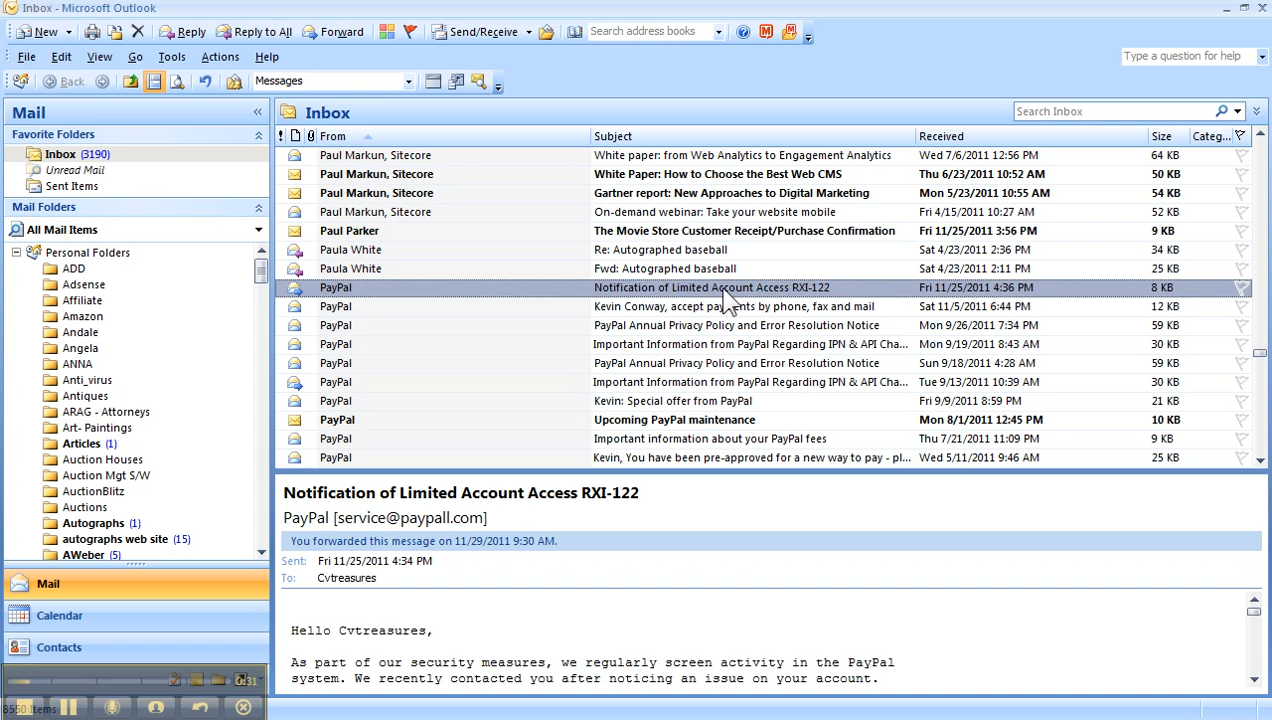 Inbox - Microsoft Outlook
New Reply Reply to All Forward Send/Receive Search address books
File Edit View Go Tools Actions Help Type a question for help
Back Messages
Mail
Favorite Folders
Inbox (3190)
Unread Mail
Sent Items
Mail Folders
All Mail Items
Personal Folders
ADD
Adsense
Affiliate
Amazon
Andale
Angela
ANNA
Anti_virus
Antiques
ARAG - Attorneys
Art- Paintings
Articles (1)
Auction Houses
Auction Mgt S/W
AuctionBlitz
Auctions
Autographs (1)
autographs web site (15)
AWeber (5)
Mail
Calendar
Contacts
0:31
3550 Items
Inbox Search Inbox
! From Subject Received Size Categ...
Paul Markun, Sitecore White paper: from Web Analytics to Engagement Analytics Wed 7/6/2011 12:56 PM 64 KB
Paul Markun, Sitecore White Paper: How to Choose the Best Web CMS Thu 6/23/2011 10:52 AM 50 KB
Paul Markun, Sitecore Gartner report: New Approaches to Digital Marketing Mon 5/23/2011 10:55 AM 54 KB
Paul Markun, Sitecore On-demand webinar: Take your website mobile Fri 4/15/2011 10:27 AM 52 KB
Paul Parker The Movie Store Customer Receipt/Purchase Confirmation Fri 11/25/2011 3:56 PM 9 KB
Paula White Re: Autographed baseball Sat 4/23/2011 2:36 PM 34 KB
Paula White Fwd: Autographed baseball Sat 4/23/2011 2:11 PM 25 KB
PayPal Notification of Limited Account Access RXI-122 Fri 11/25/2011 4:36 PM 8 KB
PayPal Kevin Conway, accept payments by phone, fax and mail Sat 11/5/2011 6:44 PM 12 KB
PayPal PayPal Annual Privacy Policy and Error Resolution Notice Mon 9/26/2011 7:34 PM 59 KB
PayPal Important Information from PayPal Regarding IPN & API Cha... Mon 9/19/2011 8:43 AM 30 KB
PayPal PayPal Annual Privacy Policy and Error Resolution Notice Sun 9/18/2011 4:28 AM 59 KB
PayPal Important Information from PayPal Regarding IPN & API Cha... Tue 9/13/2011 10:39 AM 30 KB
PayPal Kevin: Special offer from PayPal Fri 9/9/2011 8:59 PM 21 KB
PayPal Upcoming PayPal maintenance Mon 8/1/2011 12:45 PM 10 KB
PayPal Important information about your PayPal fees Thu 7/21/2011 11:09 PM 9 KB
PayPal Kevin, You have been pre-approved for a new way to pay - pl... Wed 5/11/2011 9:46 AM 25 KB
Notification of Limited Account Access RXI-122
PayPal [service@paypall.com]
You forwarded this message on 11/29/2011 9:30 AM.
Sent: Fri 11/25/2011 4:34 PM
To: Cvtreasures
Hello Cvtreasures,
As part of our security measures, we regularly screen activity in the PayPal
system. We recently contacted you after noticing an issue on your account.